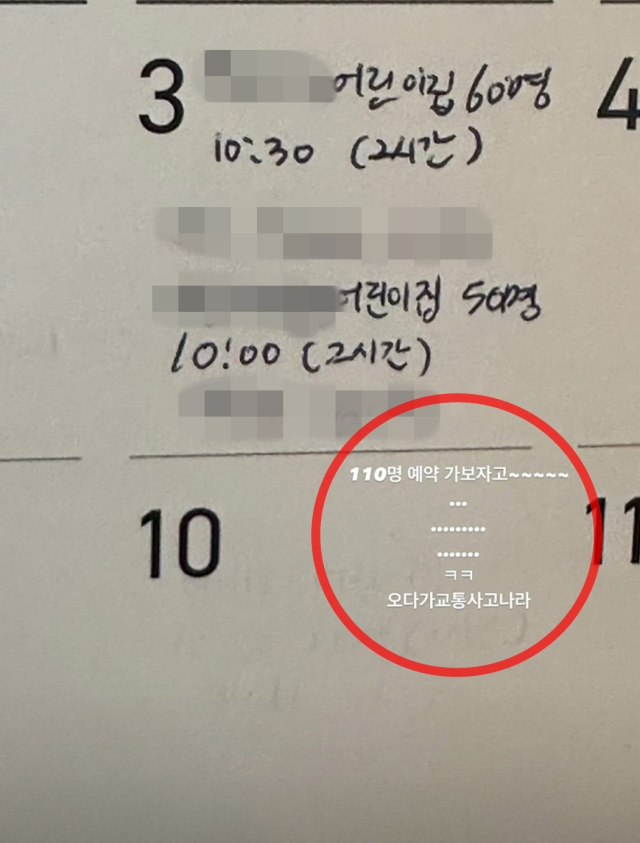 3 어린이집 60명
4
10:30 (2시간)
어린이집 50명
10:00 (2시간)
110명 예약 가보자고~~~~~
...
.........
.......
ㅋㅋ
오다가교통사고나라
10
11